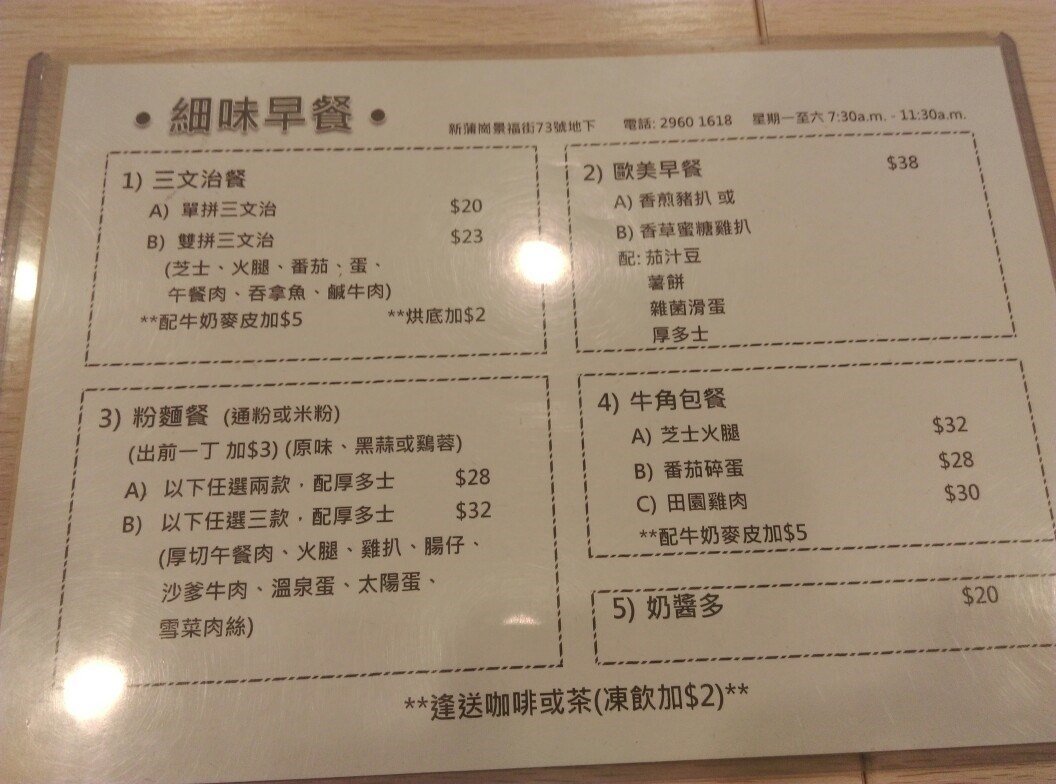 • 細味早餐 •
新蒲崗景福街73號地下 電話: 2960 1618 星期一至六 7:30a.m. - 11:30a.m.
1) 三文治餐
A) 單拼三文治 $20
B) 雙拼三文治 $23
(芝士、火腿、番茄、蛋、
午餐肉、吞拿魚、鹹牛肉)
**配牛奶麥皮加$5 **烘底加$2
2) 歐美早餐 $38
A) 香煎豬扒 或
B) 香草蜜糖雞扒
配: 茄汁豆
薯餅
雜菌滑蛋
厚多士
3) 粉麵餐 (通粉或米粉)
(出前一丁 加$3) (原味、黑蒜或鷄蓉)
A) 以下任選兩款，配厚多士 $28
B) 以下任選三款，配厚多士 $32
(厚切午餐肉、火腿、雞扒、腸仔、
沙爹牛肉、溫泉蛋、太陽蛋、
雪菜肉絲)
4) 牛角包餐
A) 芝士火腿 $32
B) 番茄碎蛋 $28
C) 田園雞肉 $30
**配牛奶麥皮加$5
5) 奶醬多 $20
**逢送咖啡或茶(凍飲加$2)**